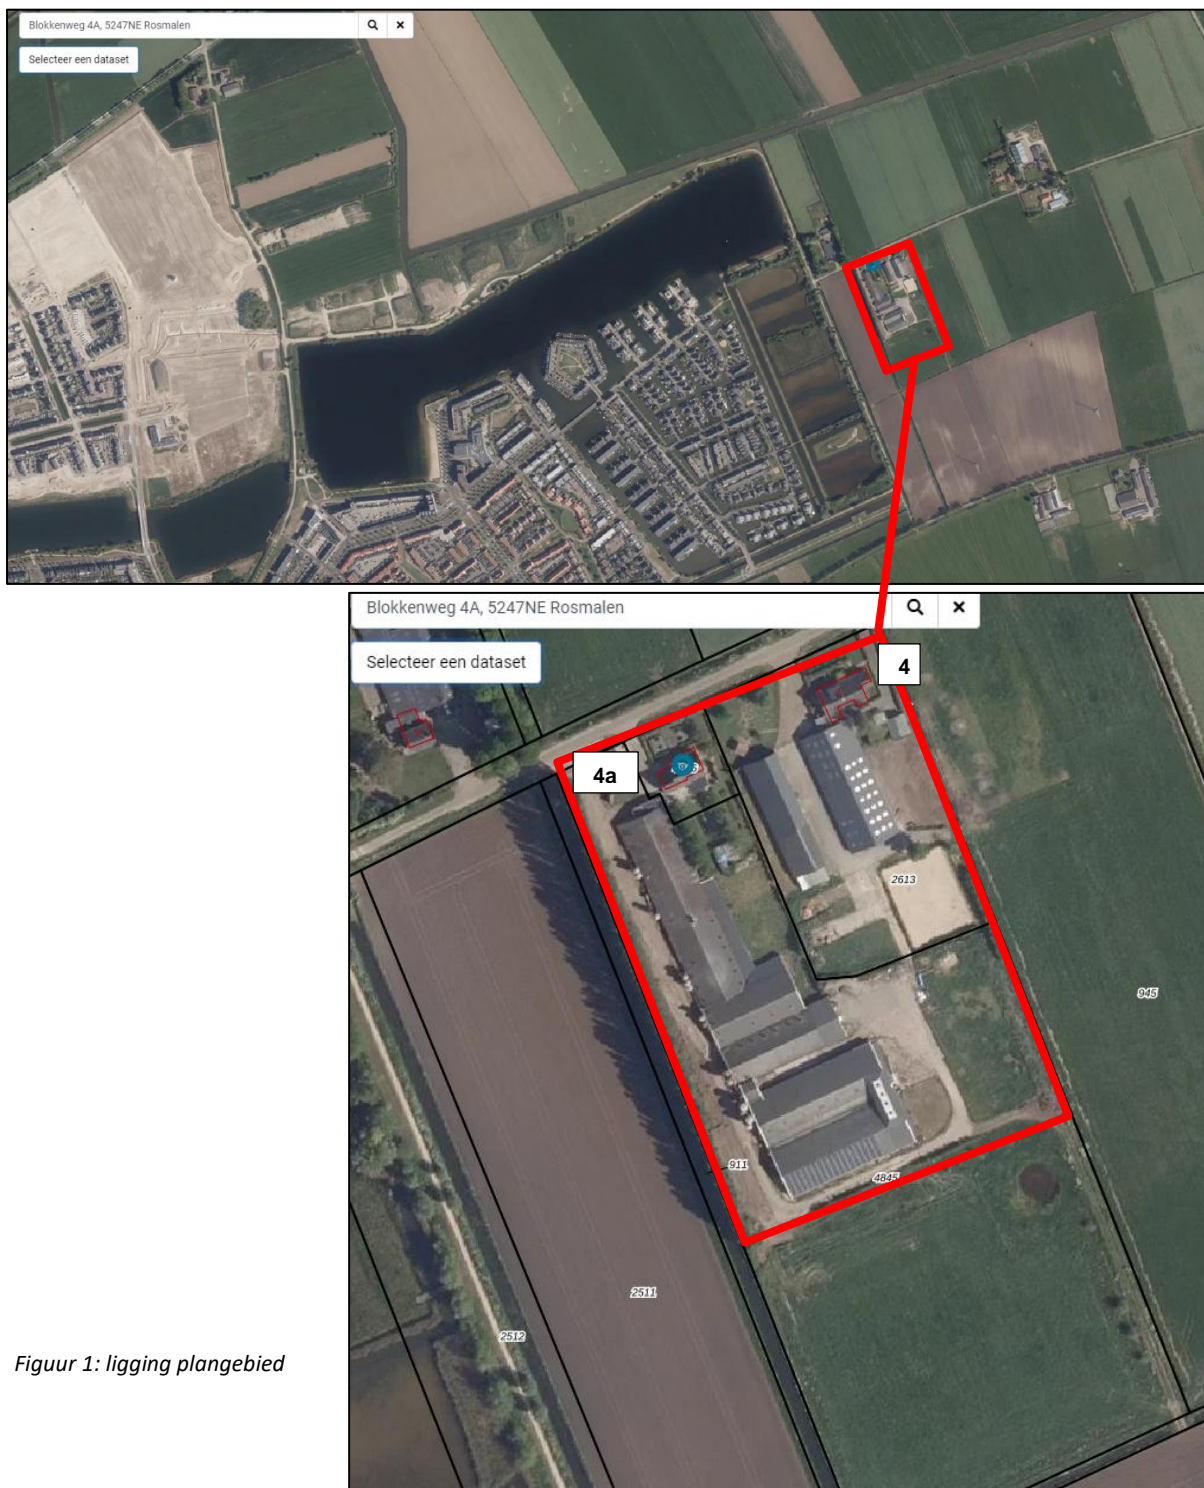 Blokkenweg 4A, 5247NE Rosmalen
Selecteer een dataset
Blokkenweg 4A, 5247NE Rosmalen
Selecteer een dataset
4
4a
2613
945
911
4845
2511
2512
Figuur 1: ligging plangebied